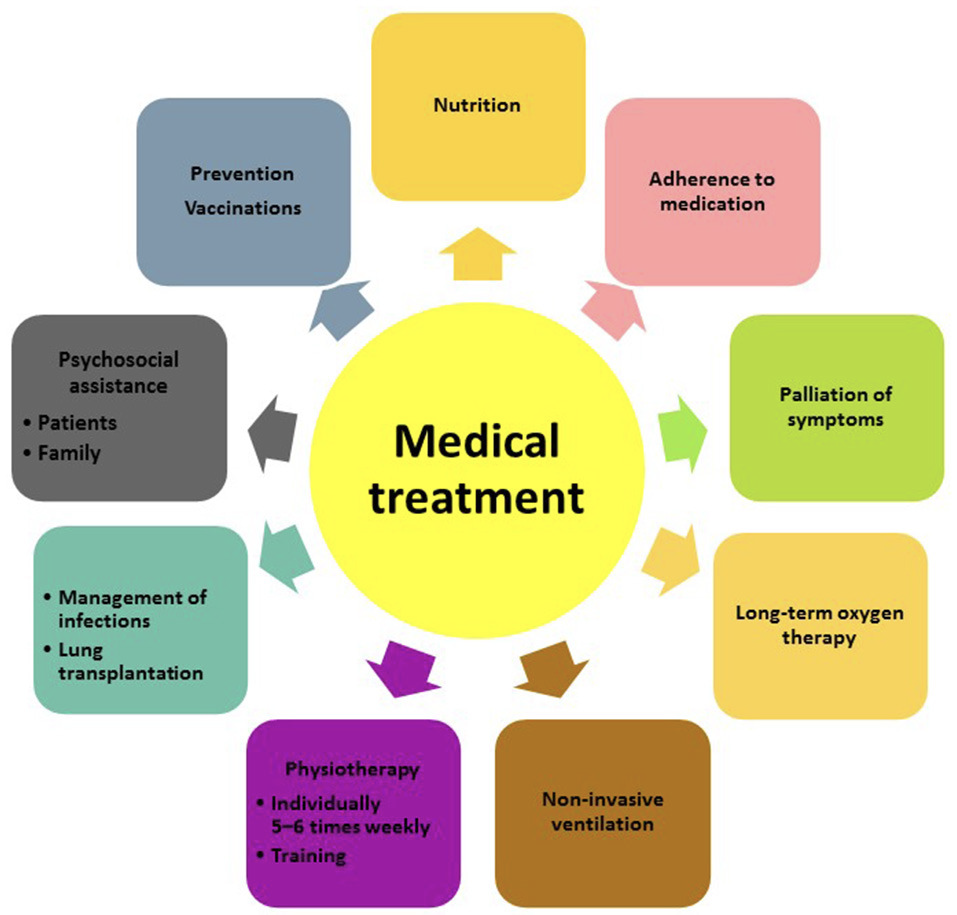 Nutrition
Adherence to
medication
Palliation of
symptoms
Long-term oxygen
therapy
Non-invasive
ventilation
Physiotherapy
• Individually
5–6 times weekly
• Training
• Management of
infections
• Lung
transplantation
Psychosocial
assistance
• Patients
• Family
Prevention
Vaccinations
Medical
treatment